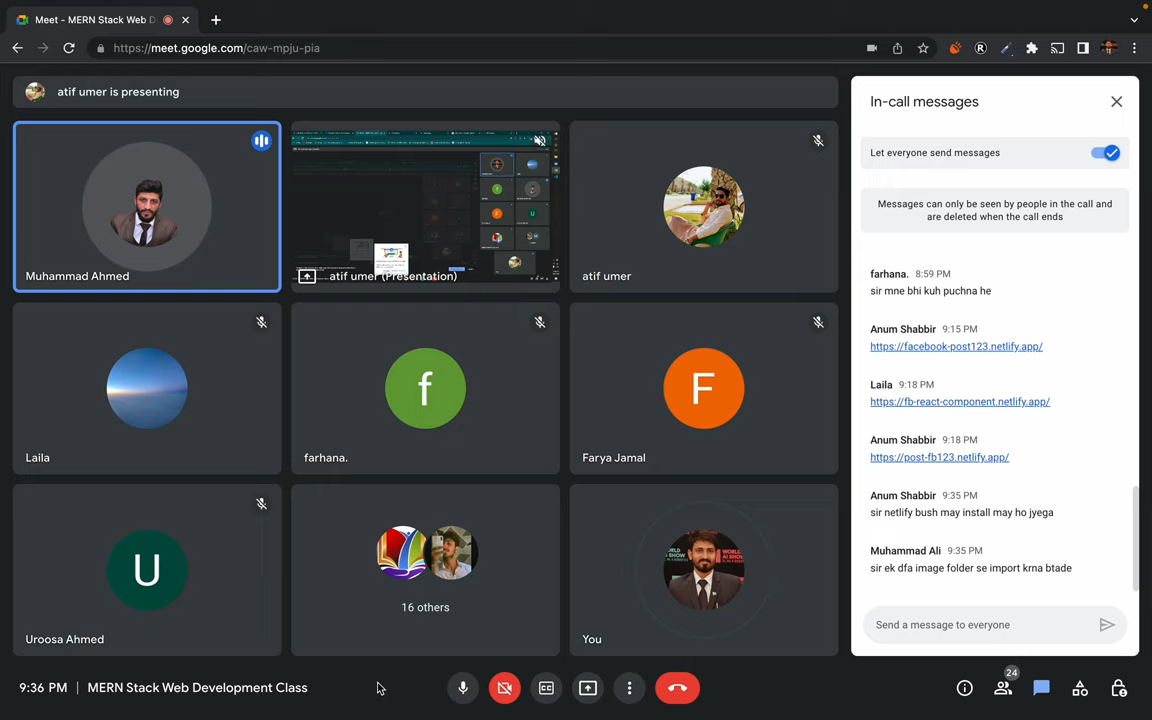 Meet - MERN Stack Web D
https://meet.google.com/caw-mpju-pia
R
atif umer is presenting
Muhammad Ahmed
atif umer (Presentation)
atif umer
Laila
f
farhana.
F
Farya Jamal
U
Uroosa Ahmed
16 others
WORLD
AI SHOW
WORLD
AI SHOW
You
In-call messages
Let everyone send messages
Messages can only be seen by people in the call and
are deleted when the call ends
farhana. 8:59 PM
sir mne bhi kuh puchna he
Anum Shabbir 9:15 PM
https://facebook-post123.netlify.app/
Laila 9:18 PM
https://fb-react-component.netlify.app/
Anum Shabbir 9:18 PM
https://post-fb123.netlify.app/
Anum Shabbir 9:35 PM
sir netlify bush may install may ho jyega
Muhammad Ali 9:35 PM
sir ek dfa image folder se import krna btade
Send a message to everyone
9:36 PM | MERN Stack Web Development Class
CC
24